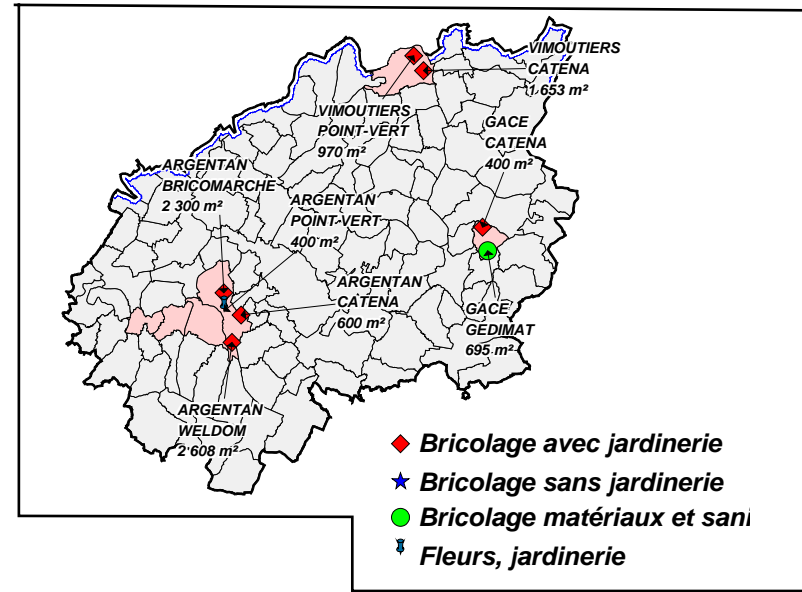 VIMOUTIERS
CATENA
1 653 m²
VIMOUTIERS
POINT-VERT
970 m²
GACE
CATENA
400 m²
ARGENTAN
BRICOMARCHE
2 300 m²
ARGENTAN
POINT-VERT
400 m²
ARGENTAN
CATENA
600 m²
GACE
GEDIMAT
695 m²
ARGENTAN
WELDOM
2 608 m²
Bricolage avec jardinerie
Bricolage sans jardinerie
Bricolage matériaux et sani
Fleurs, jardinerie